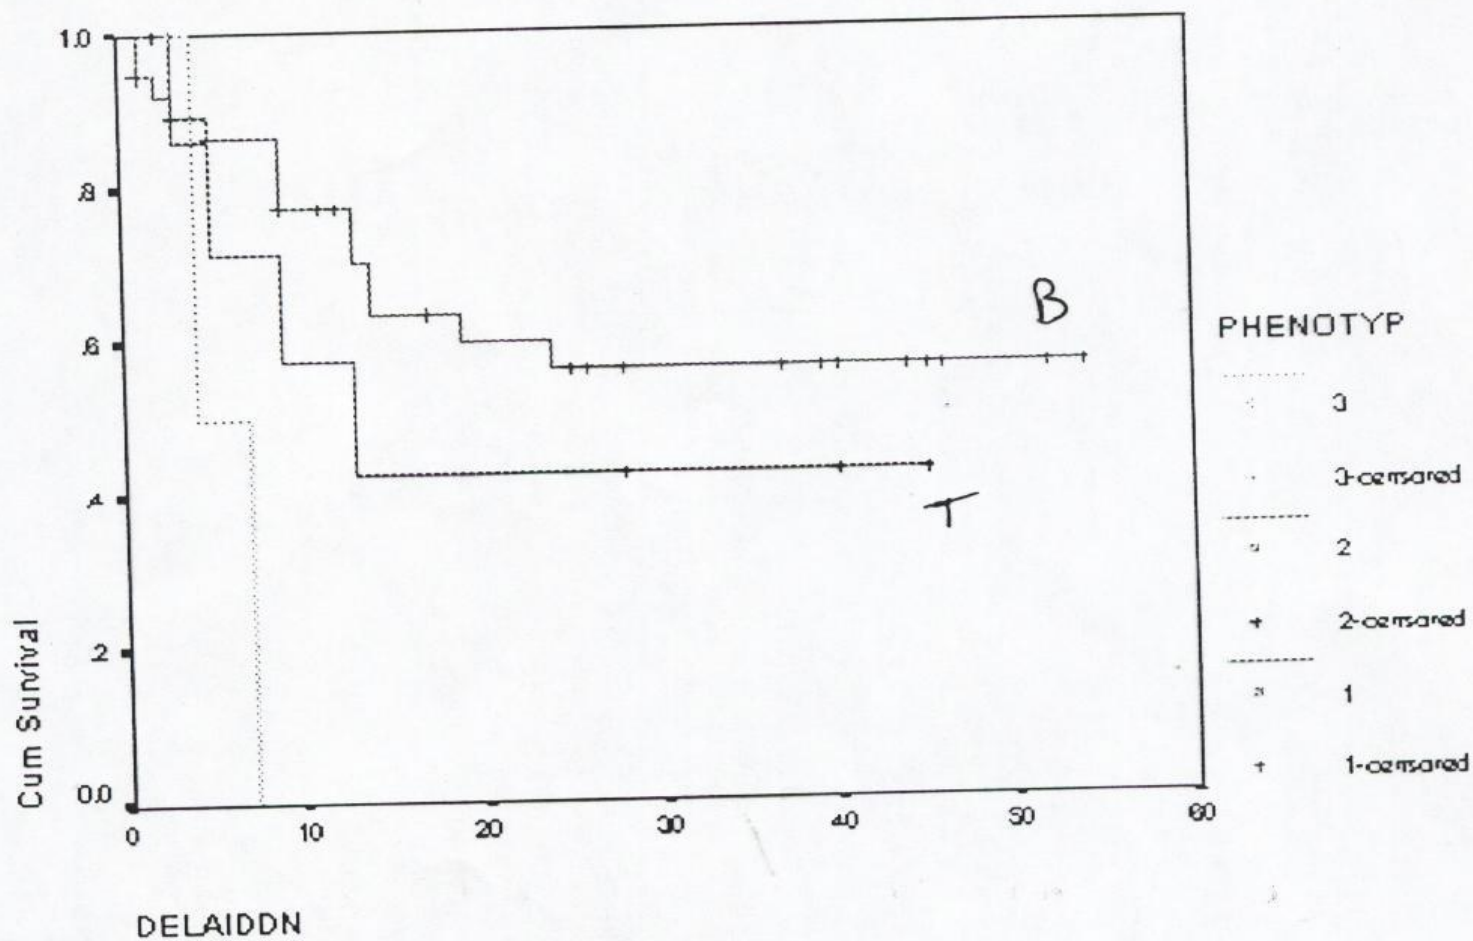 1.0
.8
.6
.4
.2
0.0
Cum Survival
0
10
20
30
40
50
60
DELAIDDN
B
T
PHENOTYP
3
3-censored
2
2-censored
1
1-censored